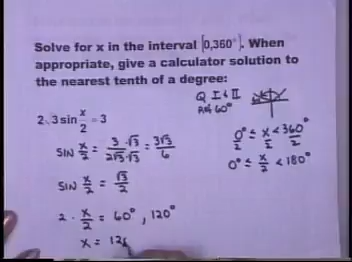 Solve for x in the interval [0,360°). When
appropriate, give a calculator solution to
the nearest tenth of a degree:
Q I & II
2√3 sin x/2 = 3
60°
SIN x/2 = 3/2√3 · √3/√3 = 3√3/6
0°/2 ≤ x/2 < 360°/2
0° ≤ x/2 < 180°
SIN x/2 = √3/2
2 · x/2 = 60°, 120°
x = 12